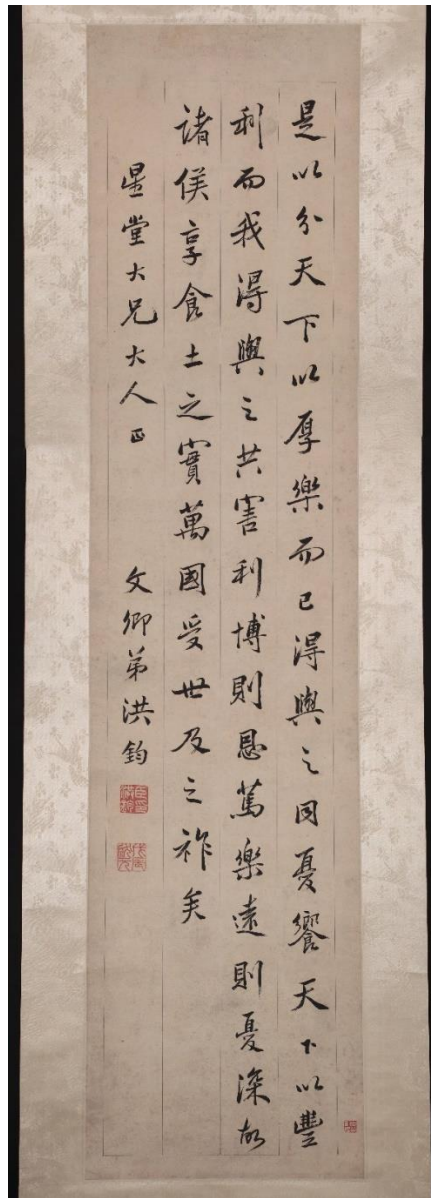 是以分天下以厚樂而已得與之同憂饗天下以豐
利而我得與之共害利博則恩篤樂遠則憂深故
諸侯享食土之實萬國受世及之祚矣
星堂大兄大人正
文卿弟洪鈞